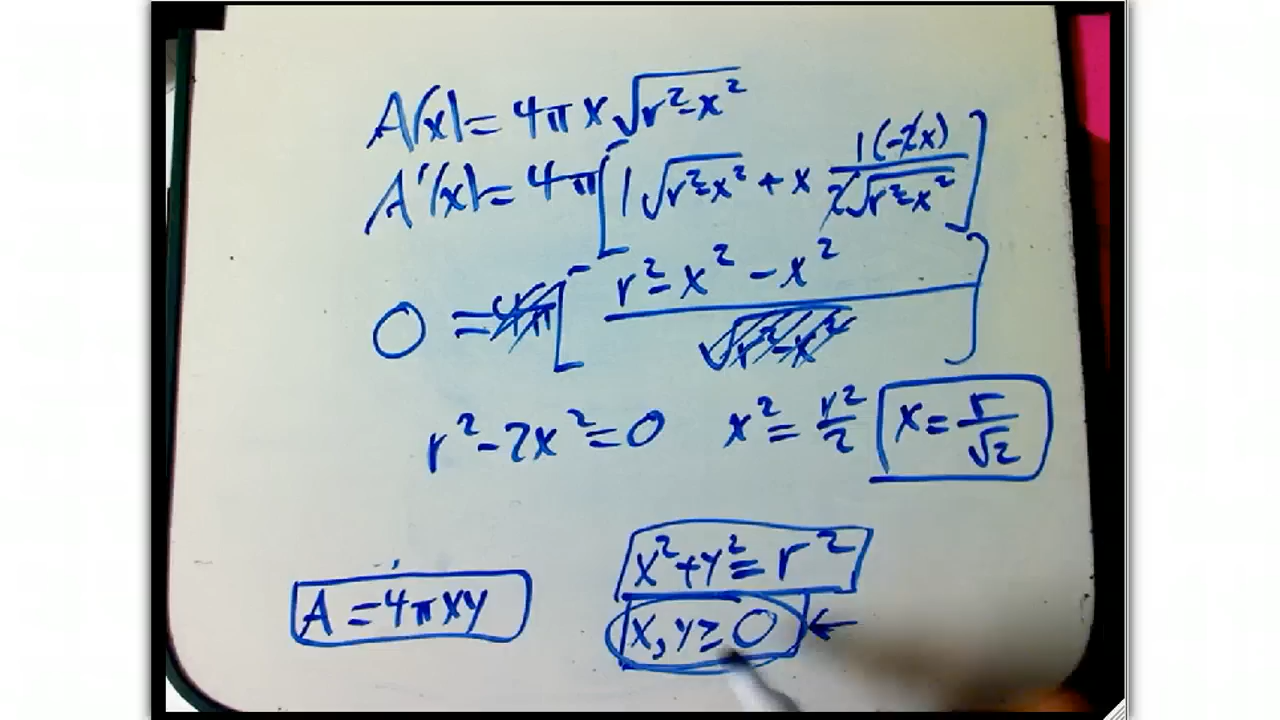 A(x) = 4π x √(r² - x²)
A'(x) = 4π [ 1 √(r² - x²) + x 1(-2x) / 2√(r² - x²) ]
0 = 4π [ r² - x² - x² / √(r² - x²) ]
r² - 2x² = 0 x² = r²/2 x = r/√2
x² + y² = r²
A = 4π xy x, y ≥ 0 ←